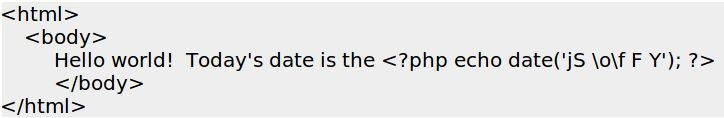 <html>
<body>
Hello world!  Today's date is the <?php echo date('jS \o\f F Y'); ?>
</body>
</html>